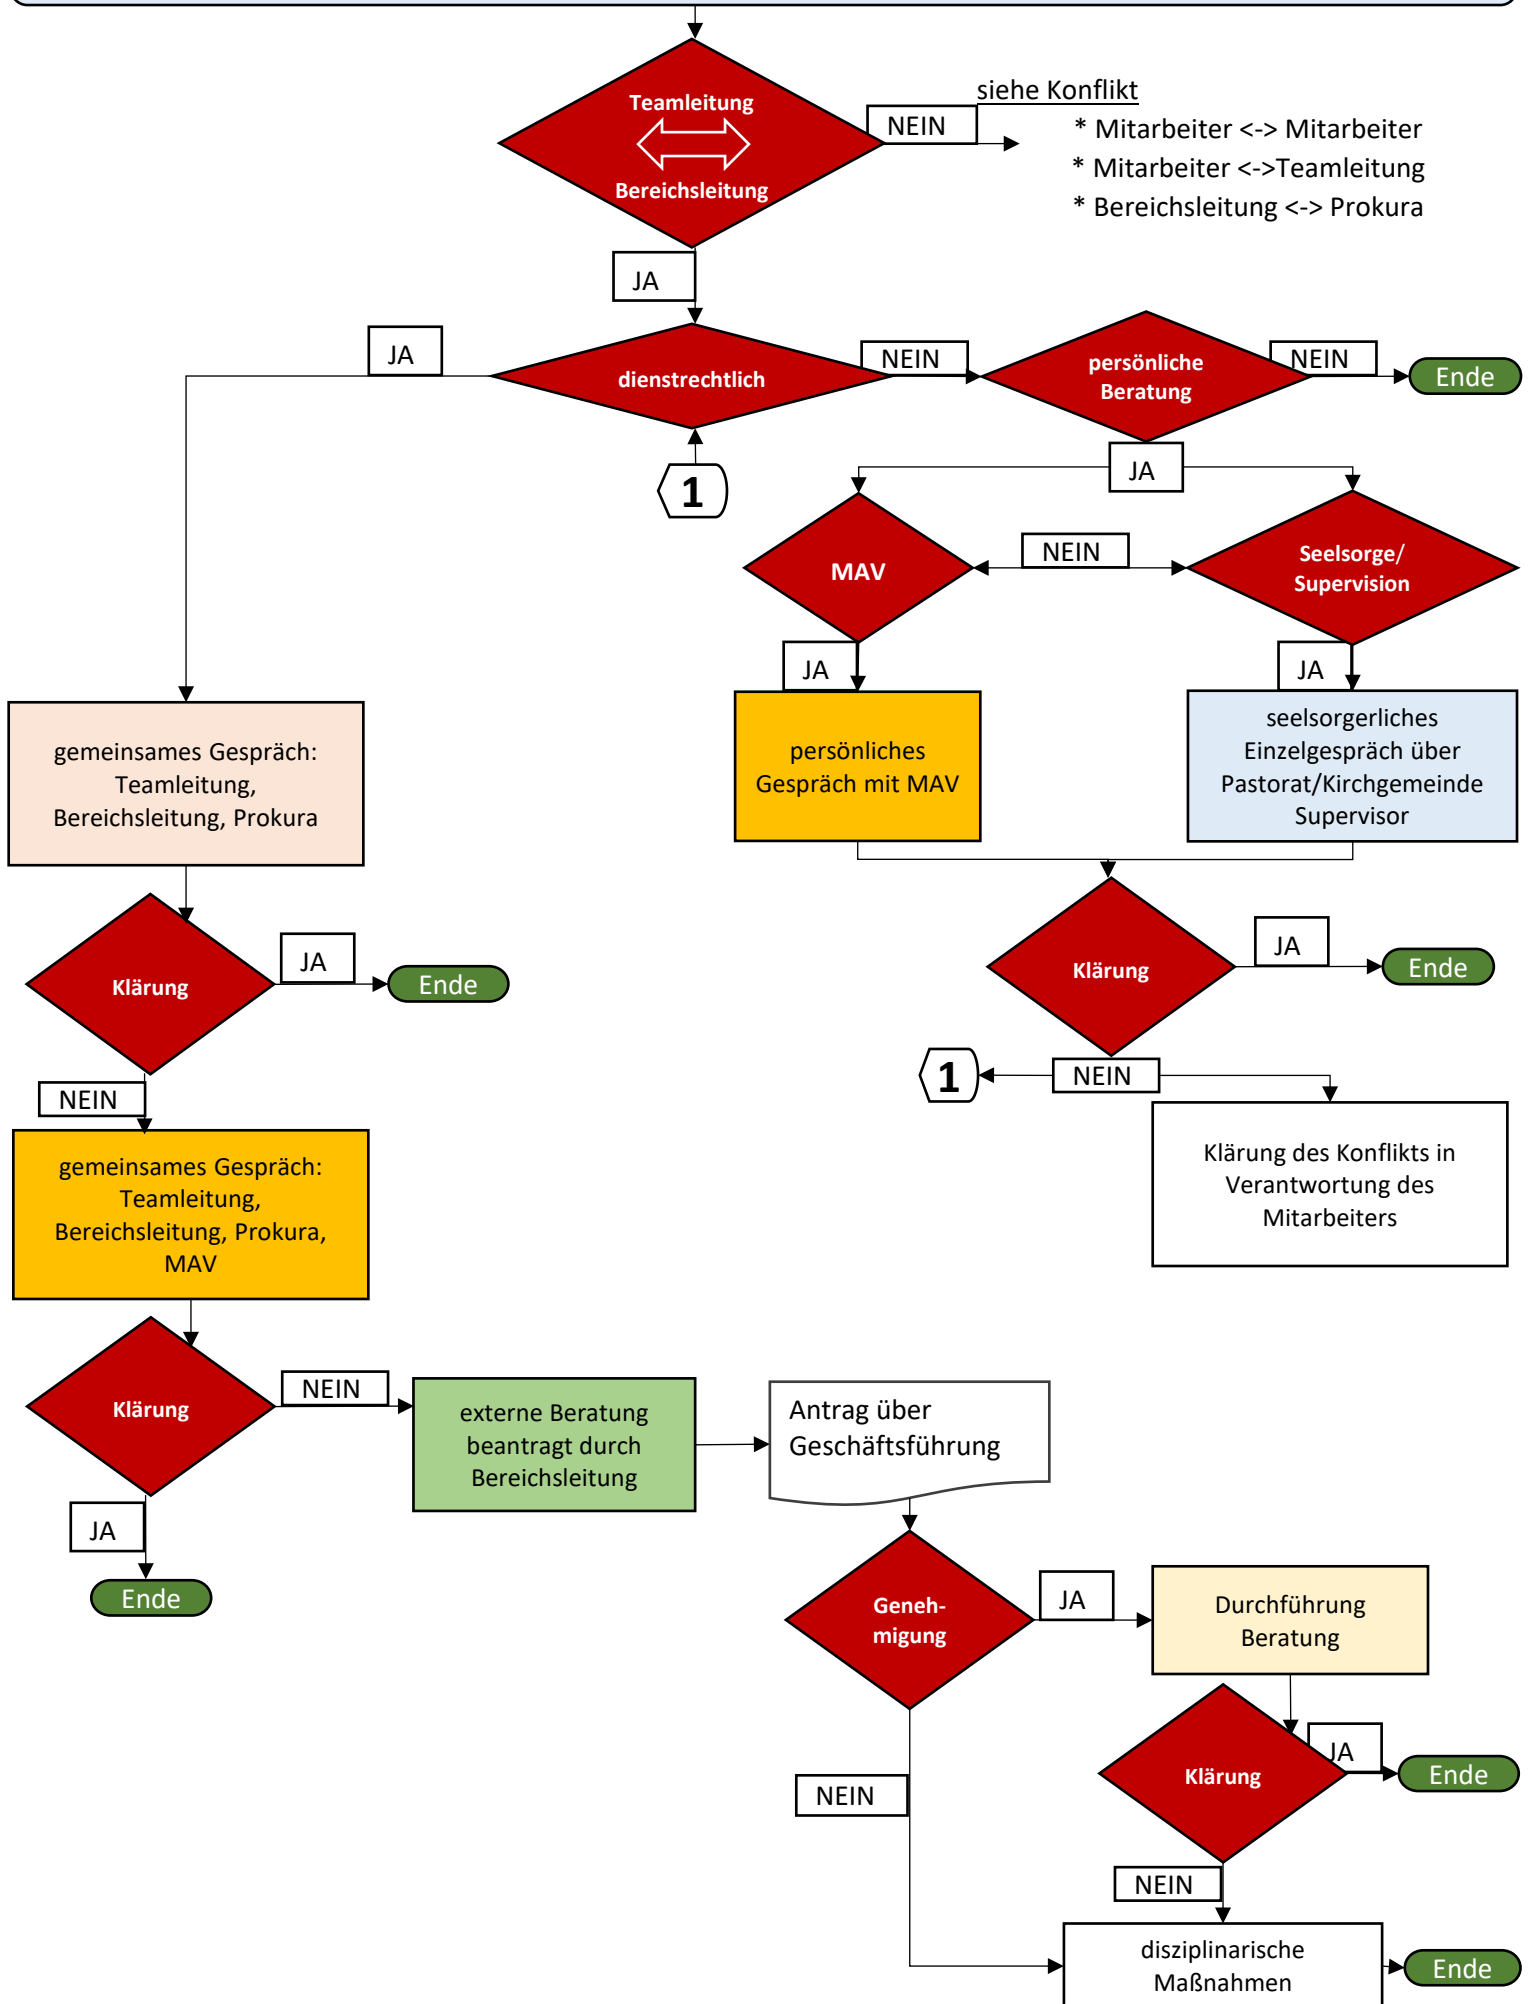 Teamleitung
Bereichsleitung
NEIN
siehe Konflikt
* Mitarbeiter <-> Mitarbeiter
* Mitarbeiter <->Teamleitung
* Bereichsleitung <-> Prokura
JA
JA
dienstrechtlich
NEIN
persönliche
Beratung
NEIN
Ende
1
JA
MAV
NEIN
Seelsorge/
Supervision
JA
JA
persönliches
Gespräch mit MAV
seelsorgerliches
Einzelgespräch über
Pastorat/Kirchgemeinde
Supervisor
gemeinsames Gespräch:
Teamleitung,
Bereichsleitung, Prokura
Klärung
JA
Ende
Klärung
JA
Ende
NEIN
1
NEIN
Klärung des Konflikts in
Verantwortung des
Mitarbeiters
gemeinsames Gespräch:
Teamleitung,
Bereichsleitung, Prokura,
MAV
Klärung
NEIN
externe Beratung
beantragt durch
Bereichsleitung
Antrag über
Geschäftsführung
JA
Ende
Geneh-
migung
JA
Durchführung
Beratung
NEIN
Klärung
JA
Ende
NEIN
disziplinarische
Maßnahmen
Ende